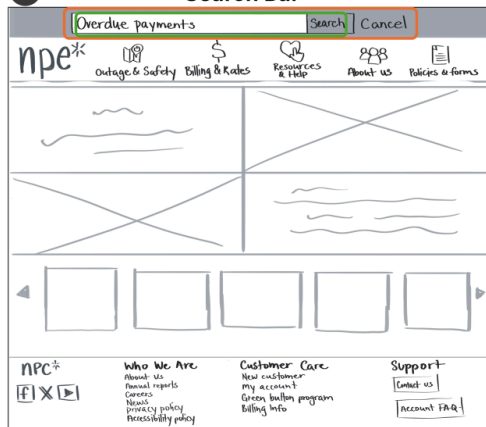 Search Bar
Overdue payments Search Cancel
npe*
Outage & Safety Billing & Rates Resources & Help About us Policies & forms
npc*
Who We Are
About Us
Annual reports
Careers
News
privacy policy
Accessibility policy
Customer Care
New customer
My account
Green button program
Billing Info
Support
Contact us
Account FAQ
f X